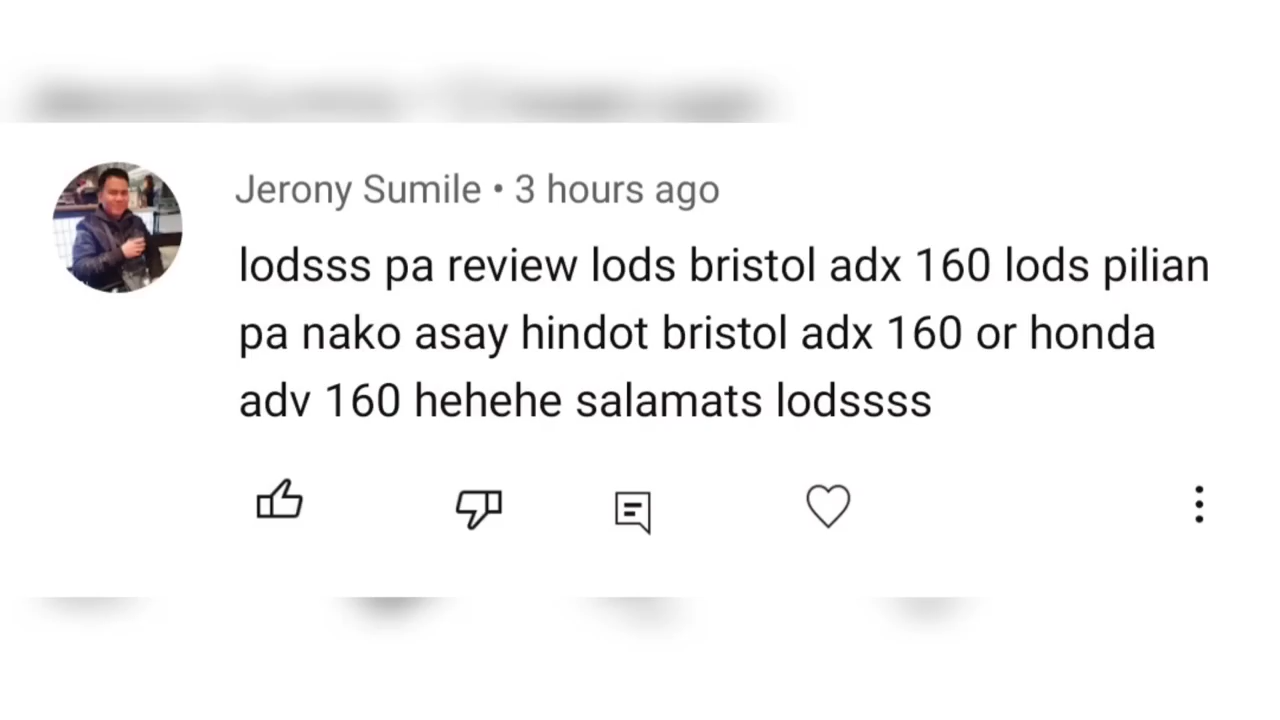 Jerony Sumile • 3 hours ago
lodsss pa review lods bristol adx 160 lods pilian
pa nako asay hindot bristol adx 160 or honda
adv 160 hehehe salamats lodssss